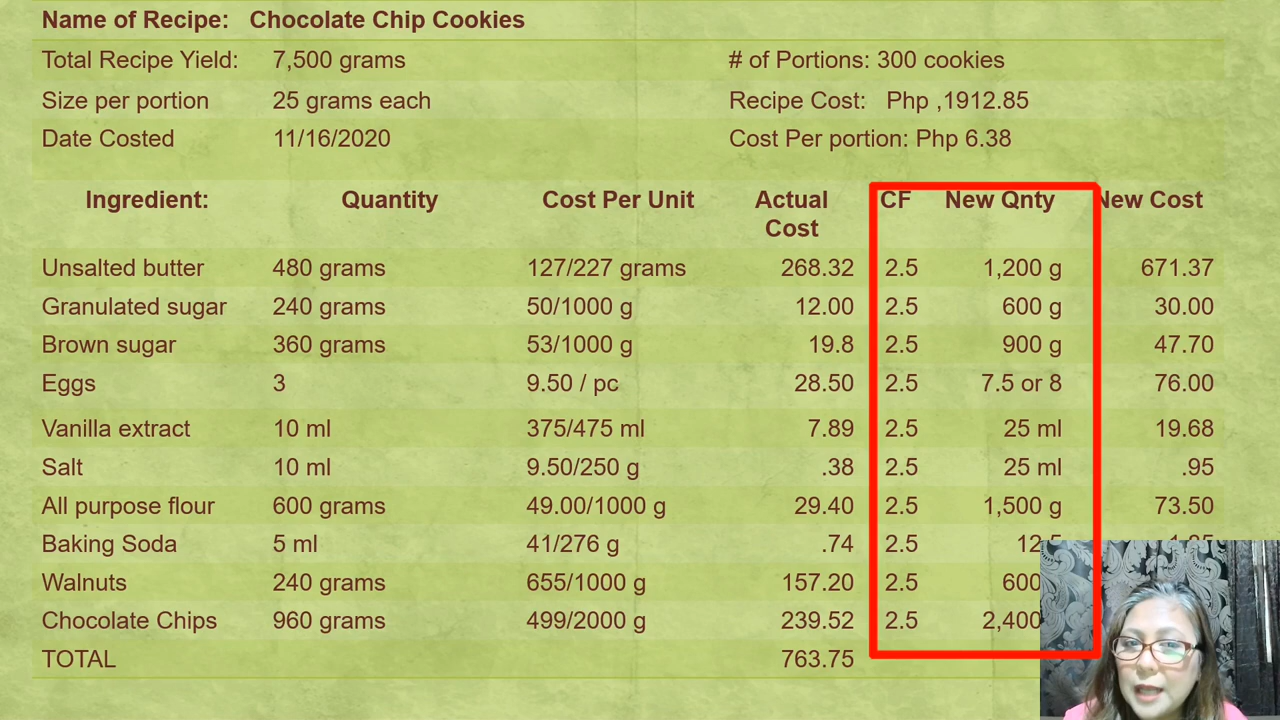 Name of Recipe: Chocolate Chip Cookies
Total Recipe Yield: 7,500 grams # of Portions: 300 cookies
Size per portion 25 grams each Recipe Cost: Php ,1912.85
Date Costed 11/16/2020 Cost Per portion: Php 6.38
Ingredient: Quantity Cost Per Unit Actual Cost CF New Qnty New Cost
Unsalted butter 480 grams 127/227 grams 268.32 2.5 1,200 g 671.37
Granulated sugar 240 grams 50/1000 g 12.00 2.5 600 g 30.00
Brown sugar 360 grams 53/1000 g 19.8 2.5 900 g 47.70
Eggs 3 9.50 / pc 28.50 2.5 7.5 or 8 76.00
Vanilla extract 10 ml 375/475 ml 7.89 2.5 25 ml 19.68
Salt 10 ml 9.50/250 g .38 2.5 25 ml .95
All purpose flour 600 grams 49.00/1000 g 29.40 2.5 1,500 g 73.50
Baking Soda 5 ml 41/276 g .74 2.5
Walnuts 240 grams 655/1000 g 157.20 2.5 600
Chocolate Chips 960 grams 499/2000 g 239.52 2.5 2,400
TOTAL 763.75